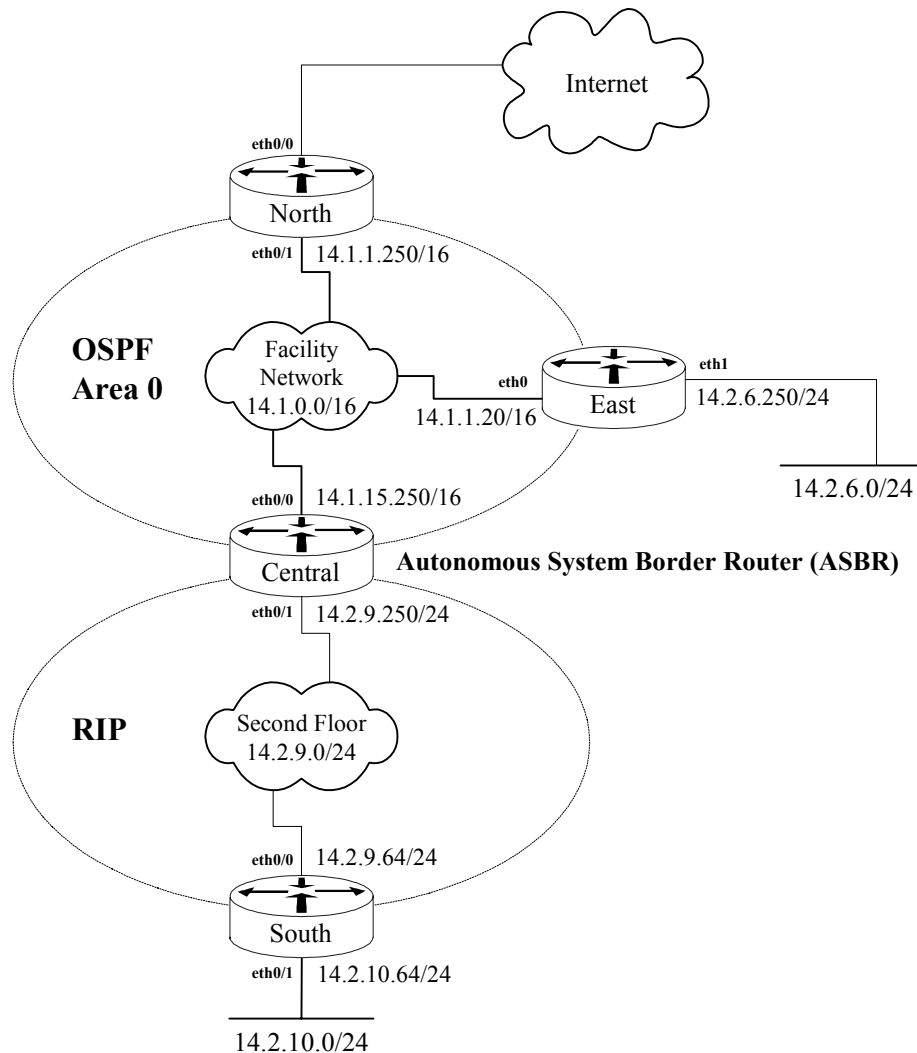 Internet
eth0/0
North
eth0/1
14.1.1.250/16
OSPF
Area 0
Facility
Network
14.1.0.0/16
eth0
14.1.1.20/16
East
eth1
14.2.6.250/24
14.2.6.0/24
eth0/0
14.1.15.250/16
Central
Autonomous System Border Router (ASBR)
eth0/1
14.2.9.250/24
RIP
Second Floor
14.2.9.0/24
eth0/0
14.2.9.64/24
South
eth0/1
14.2.10.64/24
14.2.10.0/24